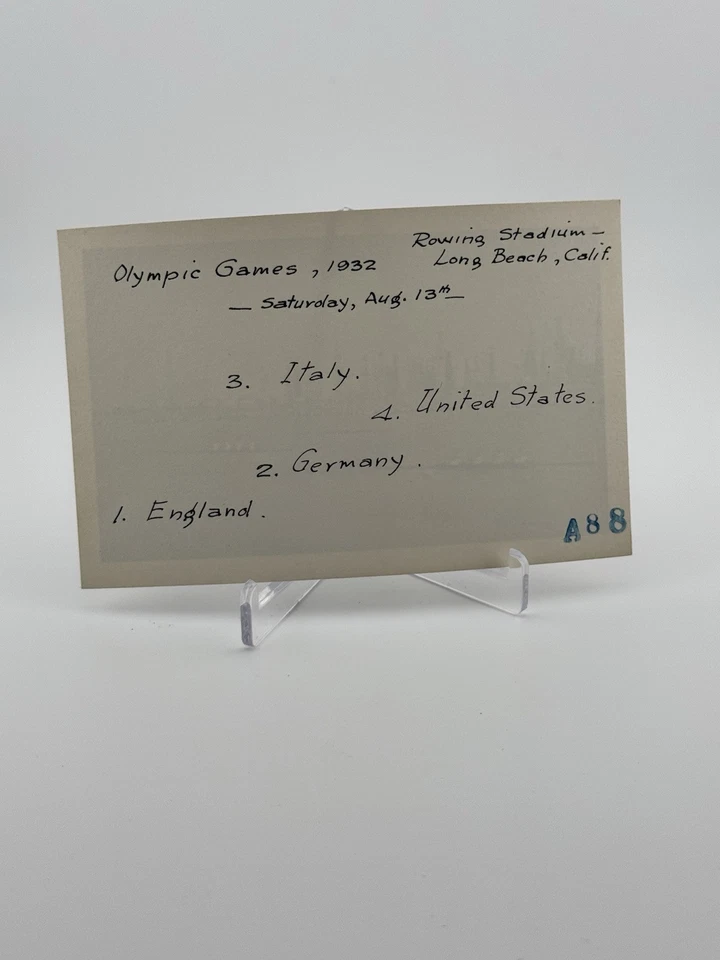 Olympic Games, 1932
Rowing Stadium –
Long Beach, Calif.
— Saturday, Aug. 13th —
3. Italy.
4. United States.
2. Germany.
1. England.
A88